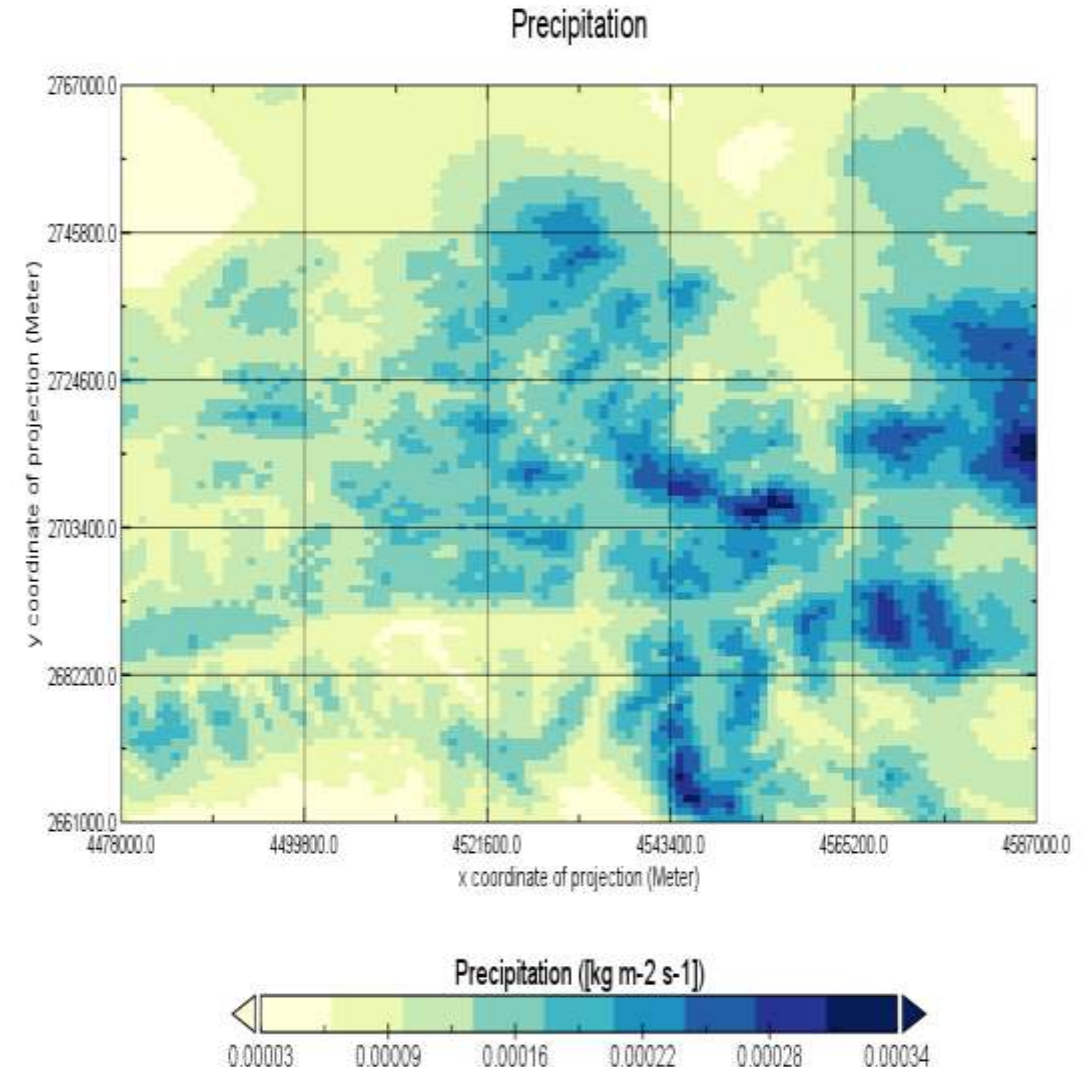 Precipitation
2767000.0
2745800.0
2724600.0
2703400.0
2682200.0
2661000.0
y coordinate of projection (Meter)
4478000.0 4499800.0 4521600.0 4543400.0 4565200.0 4587000.0
x coordinate of projection (Meter)
Precipitation ([kg m-2 s-1])
0.00003 0.00009 0.00016 0.00022 0.00028 0.00034